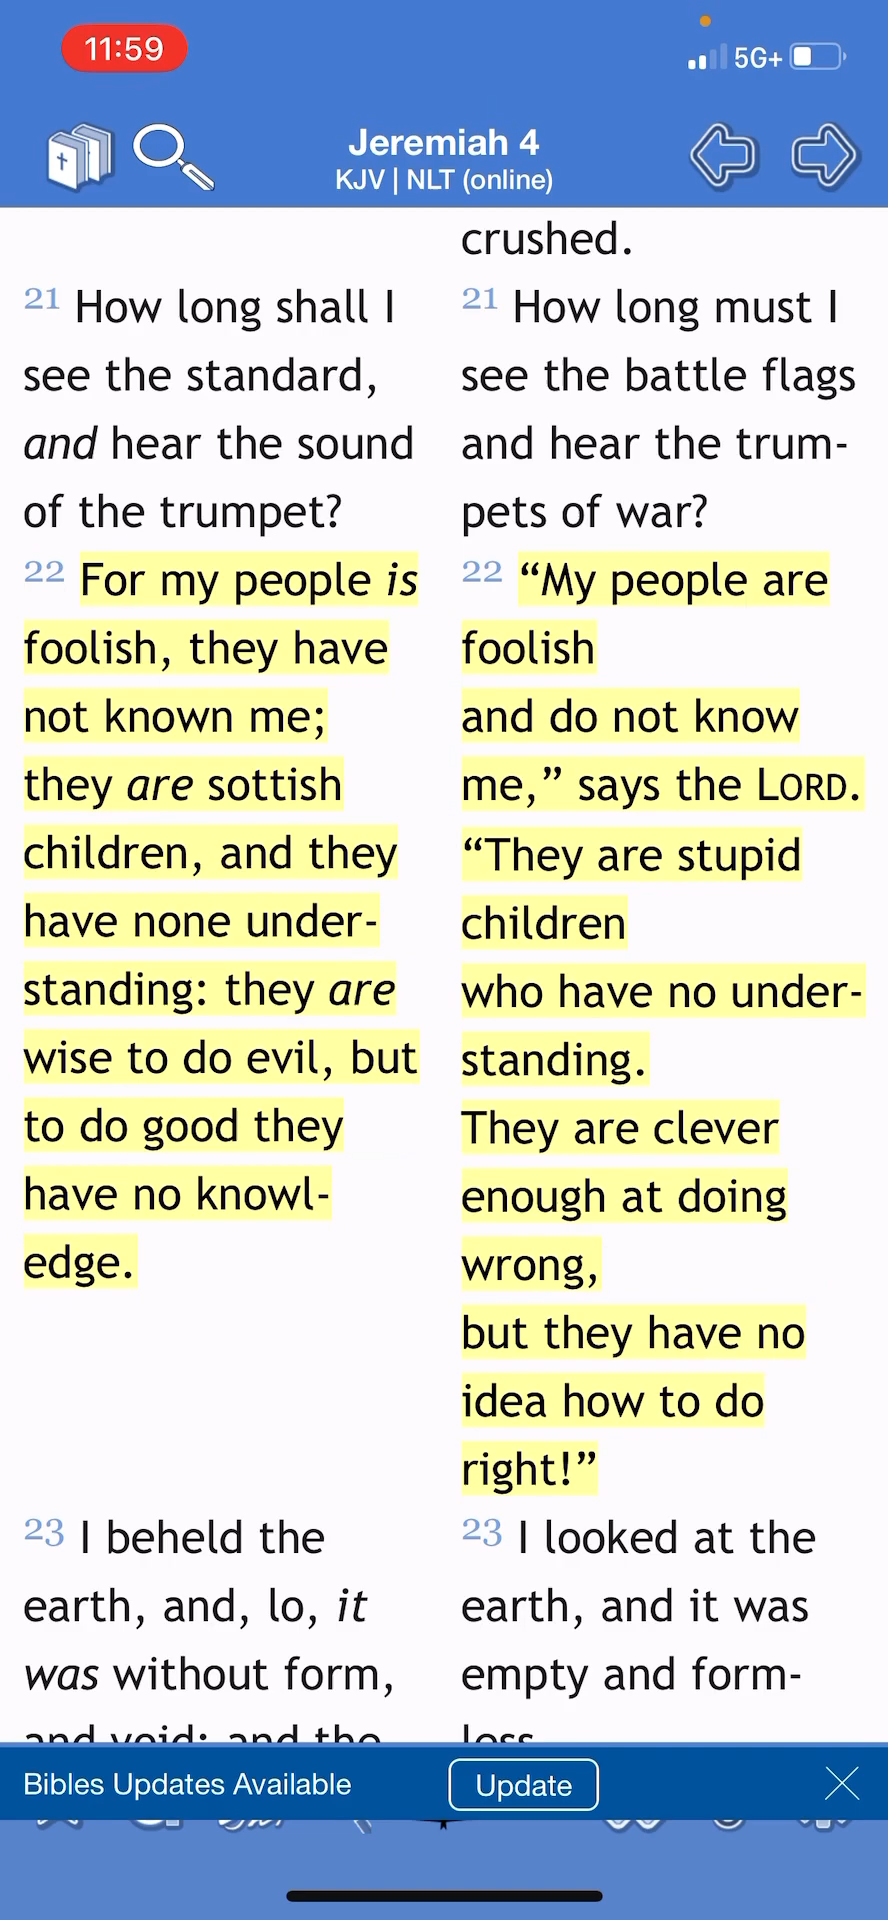 11:59
5G+
Jeremiah 4
KJV | NLT (online)
21 How long shall I
see the standard,
and hear the sound
of the trumpet?
22 For my people is
foolish, they have
not known me;
they are sottish
children, and they
have none under-
standing: they are
wise to do evil, but
to do good they
have no knowl-
edge.
23 I beheld the
earth, and, lo, it
was without form,
and void; and the
crushed.
21 How long must I
see the battle flags
and hear the trum-
pets of war?
22 “My people are
foolish
and do not know
me,” says the LORD.
“They are stupid
children
who have no under-
standing.
They are clever
enough at doing
wrong,
but they have no
idea how to do
right!”
23 I looked at the
earth, and it was
empty and form-
less.
Bibles Updates Available
Update